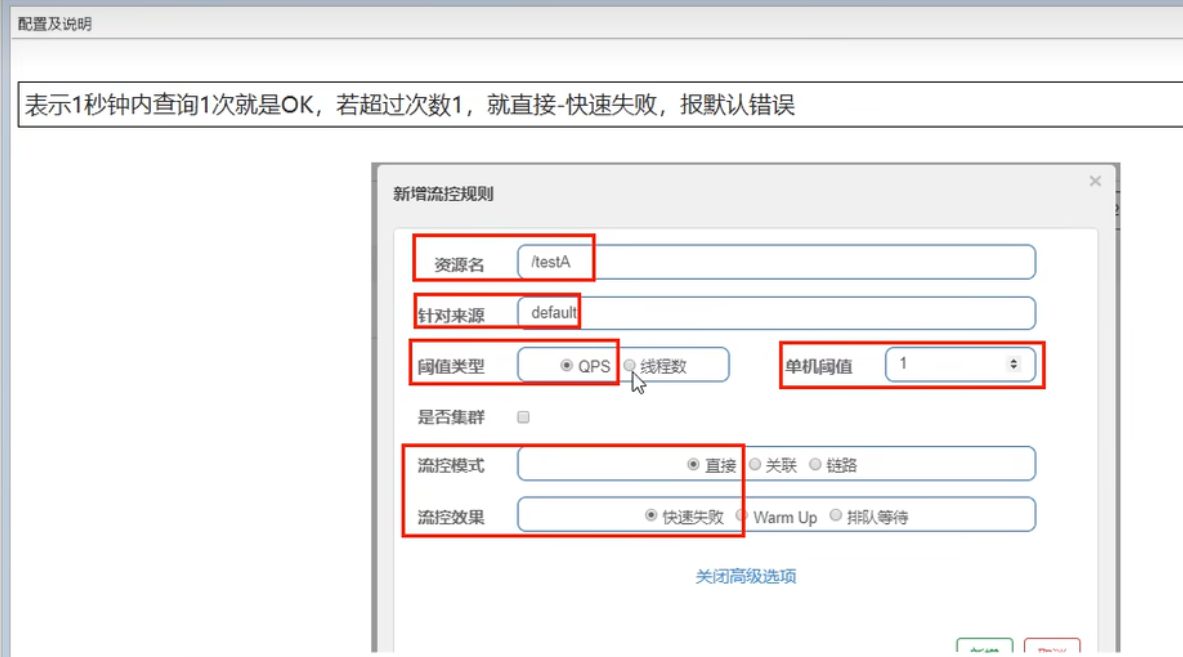 配置及说明
表示1秒钟内查询1次就是OK，若超过次数1，就直接-快速失败，报默认错误
新增流控规则 ×
资源名 /testA
针对来源 default
阈值类型 QPS 线程数 单机阈值 1
是否集群
流控模式 直接 关联 链路
流控效果 快速失败 Warm Up 排队等待
关闭高级选项